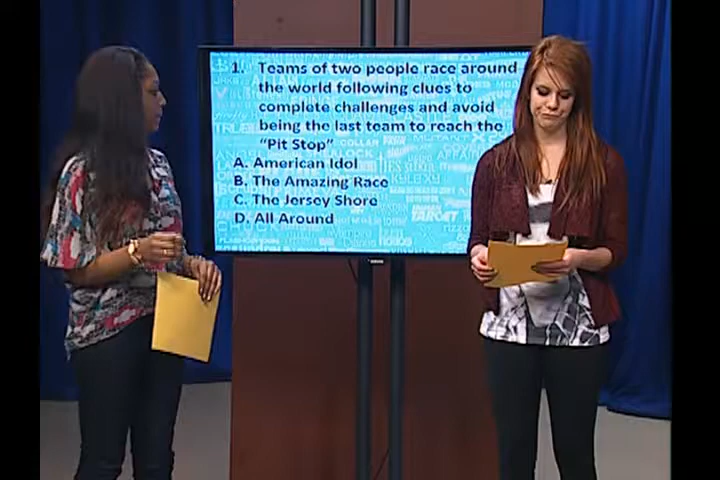 1. Teams of two people race around
the world following clues to
complete challenges and avoid
being the last team to reach the
"Pit Stop"
A. American Idol
B. The Amazing Race
C. The Jersey Shore
D. All Around